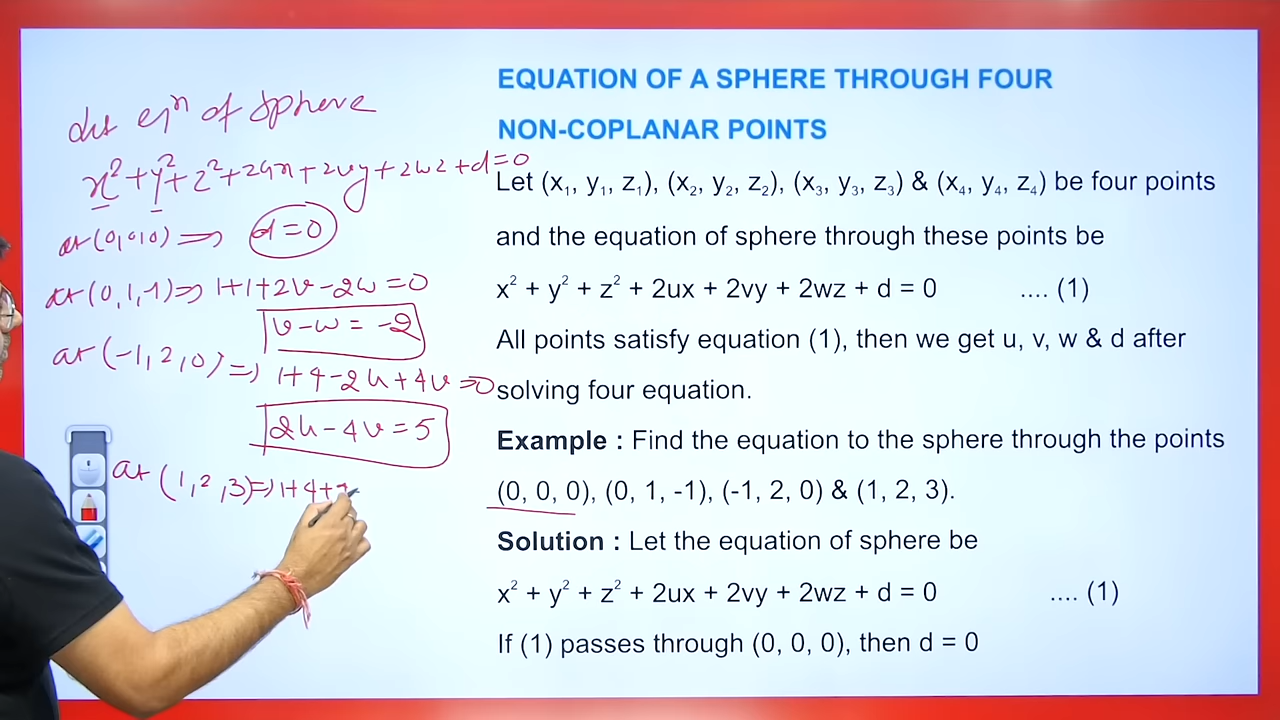 EQUATION OF A SPHERE THROUGH FOUR
NON-COPLANAR POINTS
Let (x₁, y₁, z₁), (x₂, y₂, z₂), (x₃, y₃, z₃) & (x₄, y₄, z₄) be four points
and the equation of sphere through these points be
x² + y² + z² + 2ux + 2vy + 2wz + d = 0 .... (1)
All points satisfy equation (1), then we get u, v, w & d after
solving four equation.
Example : Find the equation to the sphere through the points
(0, 0, 0), (0, 1, -1), (-1, 2, 0) & (1, 2, 3).
Solution : Let the equation of sphere be
x² + y² + z² + 2ux + 2vy + 2wz + d = 0 .... (1)
If (1) passes through (0, 0, 0), then d = 0
Let eqⁿ of sphere
x²+y²+z²+2ux+2vy+2wz+d=0
at (0,0,0) ⇒ d=0
at (0,1,-1) ⇒ 1+1+2v-2w=0
v-w = -2
at (-1,2,0) ⇒ 1+4-2u+4v=0
2u-4v=5
at (1,2,3) ⇒ 1+4+